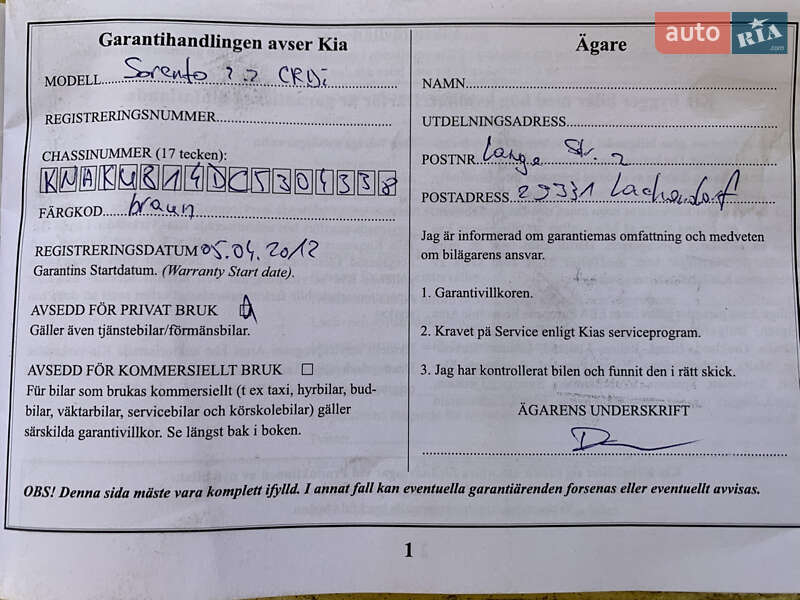 auto RIA .com
Garantihandlingen avser Kia
MODELL Sorento 2.2 CRDi
REGISTRERINGSNUMMER
CHASSINUMMER (17 tecken):
KNAKU814DC5304338
FÄRGKOD braun
REGISTRERINGSDATUM 05.04.2012
Garantins Startdatum. (Warranty Start date).
AVSEDD FÖR PRIVAT BRUK
Gäller även tjänstebilar/förmånsbilar.
AVSEDD FÖR KOMMERSIELLT BRUK ☐
För bilar som brukas kommersiellt (t ex taxi, hyrbilar, bud-
bilar, väktarbilar, servicebilar och körskolebilar) gäller
särskilda garantivillkor. Se längst bak i boken.
Ägare
NAMN
UTDELNINGSADRESS
POSTNR Lange Str. 2
POSTADRESS 29331 Lachendorf
Jag är informerad om garantiemas omfattning och medveten
om bilägarens ansvar.
1. Garantivillkoren.
2. Kravet på Service enligt Kias serviceprogram.
3. Jag har kontrollerat bilen och funnit den i rätt skick.
ÄGARENS UNDERSKRIFT
OBS! Denna sida måste vara komplett ifylld. I annat fall kan eventuella garantiärenden forsenas eller eventuellt avvisas.
1